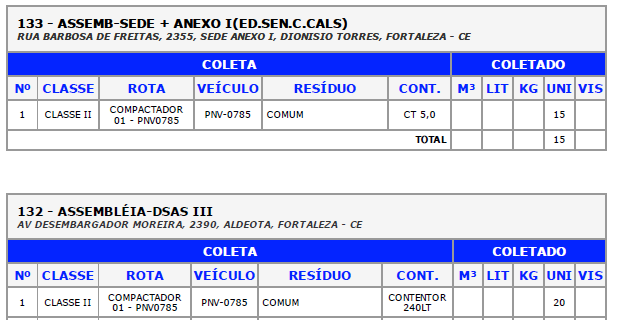 133 - ASSEMB-SEDE + ANEXO I(ED.SEN.C.CALS)
RUA BARBOSA DE FREITAS, 2355, SEDE ANEXO I, DIONISIO TORRES, FORTALEZA - CE
COLETA COLETADO
Nº CLASSE ROTA VEÍCULO RESÍDUO CONT. M³ LIT KG UNI VIS
1 CLASSE II COMPACTADOR 01 - PNV0785 PNV-0785 COMUM CT 5,0 15
TOTAL 15
132 - ASSEMBLÉIA-DSAS III
AV DESEMBARGADOR MOREIRA, 2390, ALDEOTA, FORTALEZA - CE
COLETA COLETADO
Nº CLASSE ROTA VEÍCULO RESÍDUO CONT. M³ LIT KG UNI VIS
1 CLASSE II COMPACTADOR 01 - PNV0785 PNV-0785 COMUM CONTENTOR 240LT 20